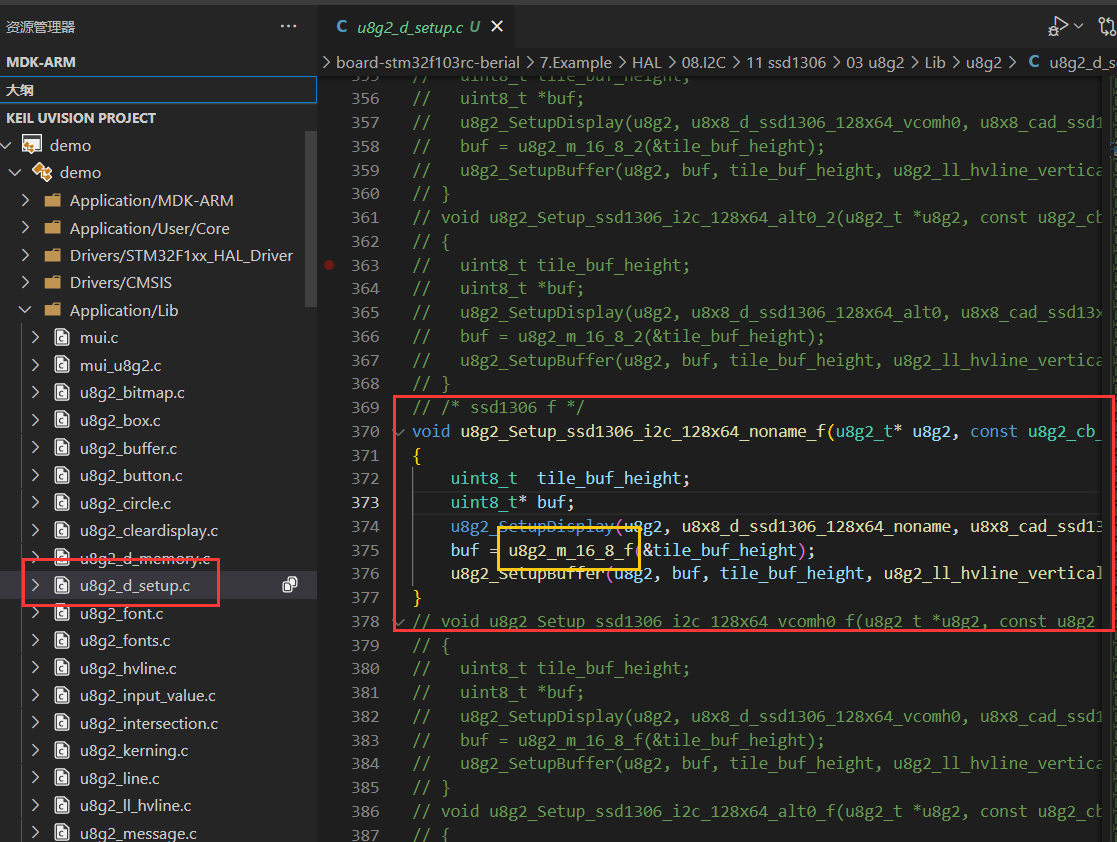 资源管理器
MDK-ARM
大纲
KEIL UVISION PROJECT
demo
demo
Application/MDK-ARM
Application/User/Core
Drivers/STM32F1xx_HAL_Driver
Drivers/CMSIS
Application/Lib
mui.c
mui_u8g2.c
u8g2_bitmap.c
u8g2_box.c
u8g2_buffer.c
u8g2_button.c
u8g2_circle.c
u8g2_cleardisplay.c
u8g2_d_memory.c
u8g2_d_setup.c
u8g2_font.c
u8g2_fonts.c
u8g2_hvline.c
u8g2_input_value.c
u8g2_intersection.c
u8g2_kerning.c
u8g2_line.c
u8g2_ll_hvline.c
u8g2_message.c
C u8g2_d_setup.c U
board-stm32f103rc-berial > 7.Example > HAL > 08.I2C > 11 ssd1306 > 03 u8g2 > Lib > u8g2 > C u8g2_d_s
355 // uint8_t tile_buf_height;
356 // uint8_t *buf;
357 // u8g2_SetupDisplay(u8g2, u8x8_d_ssd1306_128x64_vcomh0, u8x8_cad_ssd1
358 // buf = u8g2_m_16_8_2(&tile_buf_height);
359 // u8g2_SetupBuffer(u8g2, buf, tile_buf_height, u8g2_ll_hvline_vertica
360 // }
361 // void u8g2_Setup_ssd1306_i2c_128x64_alt0_2(u8g2_t *u8g2, const u8g2_cb
362 // {
363 // uint8_t tile_buf_height;
364 // uint8_t *buf;
365 // u8g2_SetupDisplay(u8g2, u8x8_d_ssd1306_128x64_alt0, u8x8_cad_ssd13x
366 // buf = u8g2_m_16_8_2(&tile_buf_height);
367 // u8g2_SetupBuffer(u8g2, buf, tile_buf_height, u8g2_ll_hvline_vertica
368 // }
369 // /* ssd1306 f */
370 void u8g2_Setup_ssd1306_i2c_128x64_noname_f(u8g2_t* u8g2, const u8g2_cb_
371 {
372 uint8_t tile_buf_height;
373 uint8_t* buf;
374 u8g2_SetupDisplay(u8g2, u8x8_d_ssd1306_128x64_noname, u8x8_cad_ssd13
375 buf = u8g2_m_16_8_f(&tile_buf_height);
376 u8g2_SetupBuffer(u8g2, buf, tile_buf_height, u8g2_ll_hvline_vertical
377 }
378 // void u8g2_Setup_ssd1306_i2c_128x64_vcomh0_f(u8g2_t *u8g2, const u8g2_
379 // {
380 // uint8_t tile_buf_height;
381 // uint8_t *buf;
382 // u8g2_SetupDisplay(u8g2, u8x8_d_ssd1306_128x64_vcomh0, u8x8_cad_ssd1
383 // buf = u8g2_m_16_8_f(&tile_buf_height);
384 // u8g2_SetupBuffer(u8g2, buf, tile_buf_height, u8g2_ll_hvline_vertica
385 // }
386 // void u8g2_Setup_ssd1306_i2c_128x64_alt0_f(u8g2_t *u8g2, const u8g2_cb
387 // {